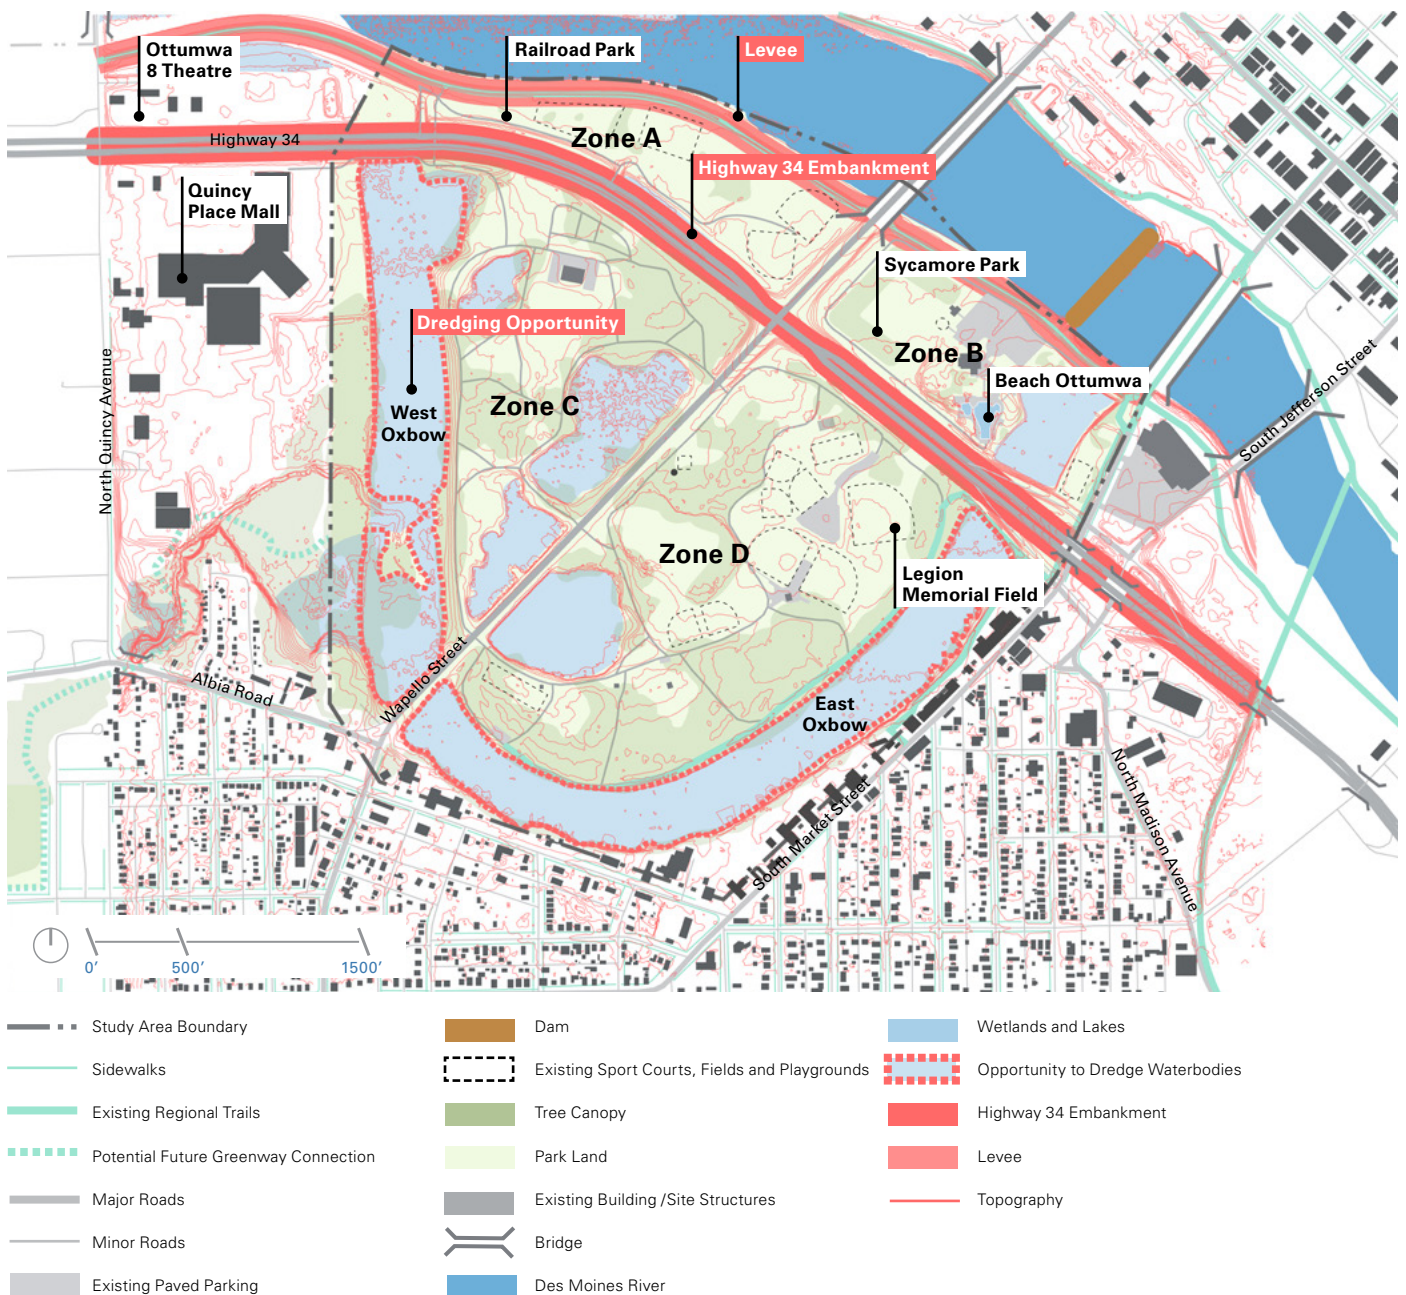 Ottumwa
8 Theatre
Railroad Park
Levee
Zone A
Highway 34
Highway 34 Embankment
Quincy
Place Mall
Sycamore Park
Dredging Opportunity
Zone B
Beach Ottumwa
North Quincy Avenue
West
Oxbow
Zone C
South Jefferson Street
Zone D
Legion
Memorial Field
Albia Road
Wapello Street
East
Oxbow
South Market Street
North Madison Avenue
0’
500’
1500’
Study Area Boundary
Sidewalks
Existing Regional Trails
Potential Future Greenway Connection
Major Roads
Minor Roads
Existing Paved Parking
Dam
Existing Sport Courts, Fields and Playgrounds
Tree Canopy
Park Land
Existing Building /Site Structures
Bridge
Des Moines River
Wetlands and Lakes
Opportunity to Dredge Waterbodies
Highway 34 Embankment
Levee
Topography